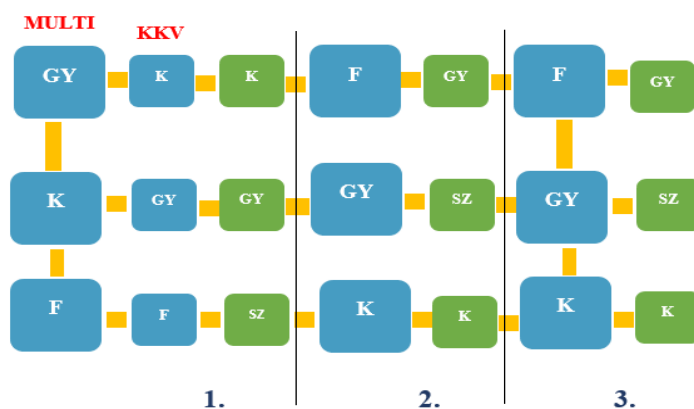 MULTI KKV
GY K K F GY F GY
K GY GY GY SZ GY SZ
F F SZ K K K K
1. 2. 3.